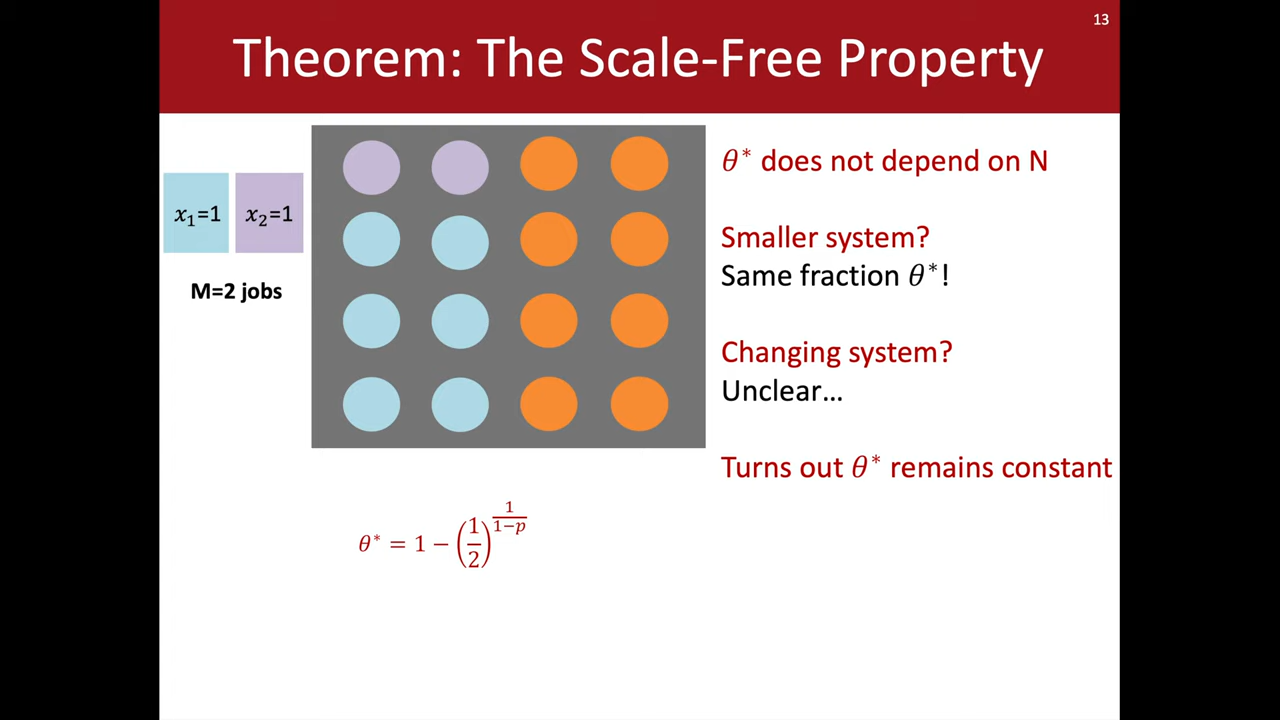 13
Theorem: The Scale-Free Property
x₁=1
x₂=1
M=2 jobs
θ* does not depend on N
Smaller system?
Same fraction θ*!
Changing system?
Unclear…
Turns out θ* remains constant
θ* = 1 − (1/2)^(1/(1−p))